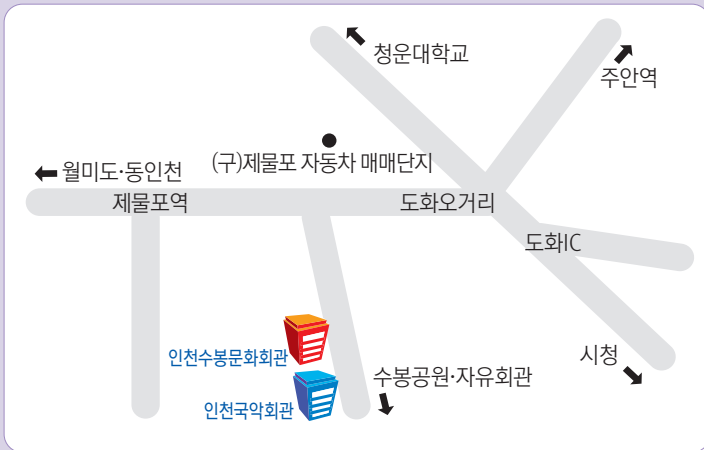 청운대학교
주안역
(구)제물포 자동차 매매단지
월미도·동인천
제물포역
도화오거리
도화IC
인천수봉문화회관
시청
수봉공원·자유회관
인천국악회관